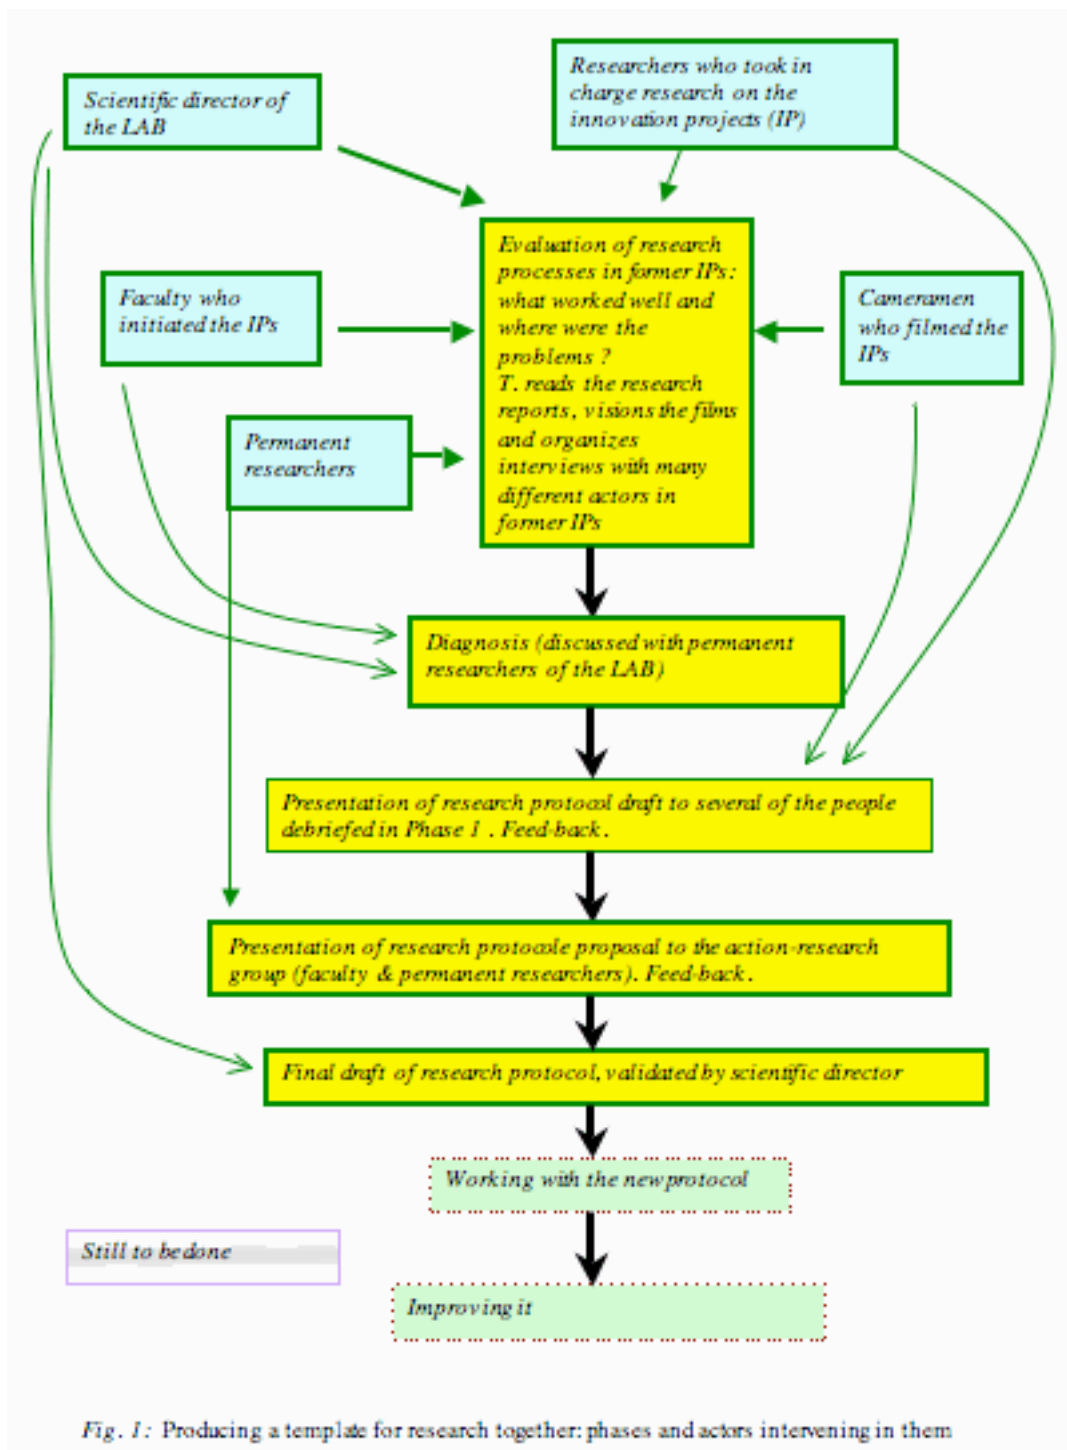 Researchers who took in
charge research on the
innovation projects (IP)
Scientific director of
the LAB
Evaluation of research
processes in former IPs:
what worked well and
where were the
problems ?
T. reads the research
reports, visions the films
and organizes
interviews with many
different actors in
former IPs
Faculty who
initiated the IPs
Cameramen
who filmed the
IPs
Permanent
researchers
Diagnosis (discussed with permanent
researchers of the LAB)
Presentation of research protocol draft to several of the people
debriefed in Phase 1 . Feed-back.
Presentation of research protocole proposal to the action-research
group (faculty & permanent researchers). Feed-back.
Final draft of research protocol, validated by scientific director
Working with the new protocol
Still to be done
Improving it
Fig. 1: Producing a template for research together: phases and actors intervening in them